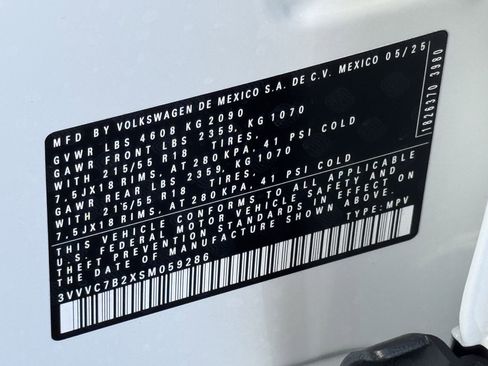 MFD BY VOLKSWAGEN DE MEXICO S.A. DE C.V. MEXICO 05/25
GVWR LBS 4608 KG 2090
GAWR FRONT LBS 2359, KG 1070
WITH 215/55 R18
7.5JX18 RIMS, AT 280 KPA, 41 PSI COLD
GAWR REAR LBS 2359, KG 1070
WITH 215/55 R18
7.5JX18 RIMS, AT 280 KPA, 41 PSI COLD
THIS VEHICLE CONFORMS TO ALL APPLICABLE
U.S. FEDERAL MOTOR VEHICLE SAFETY AND
THEFT PREVENTION STANDARDS IN EFFECT ON
THE DATE OF MANUFACTURE SHOWN ABOVE.
TYPE: MPV
3VVVC7B2XSM059286
1626370 3980